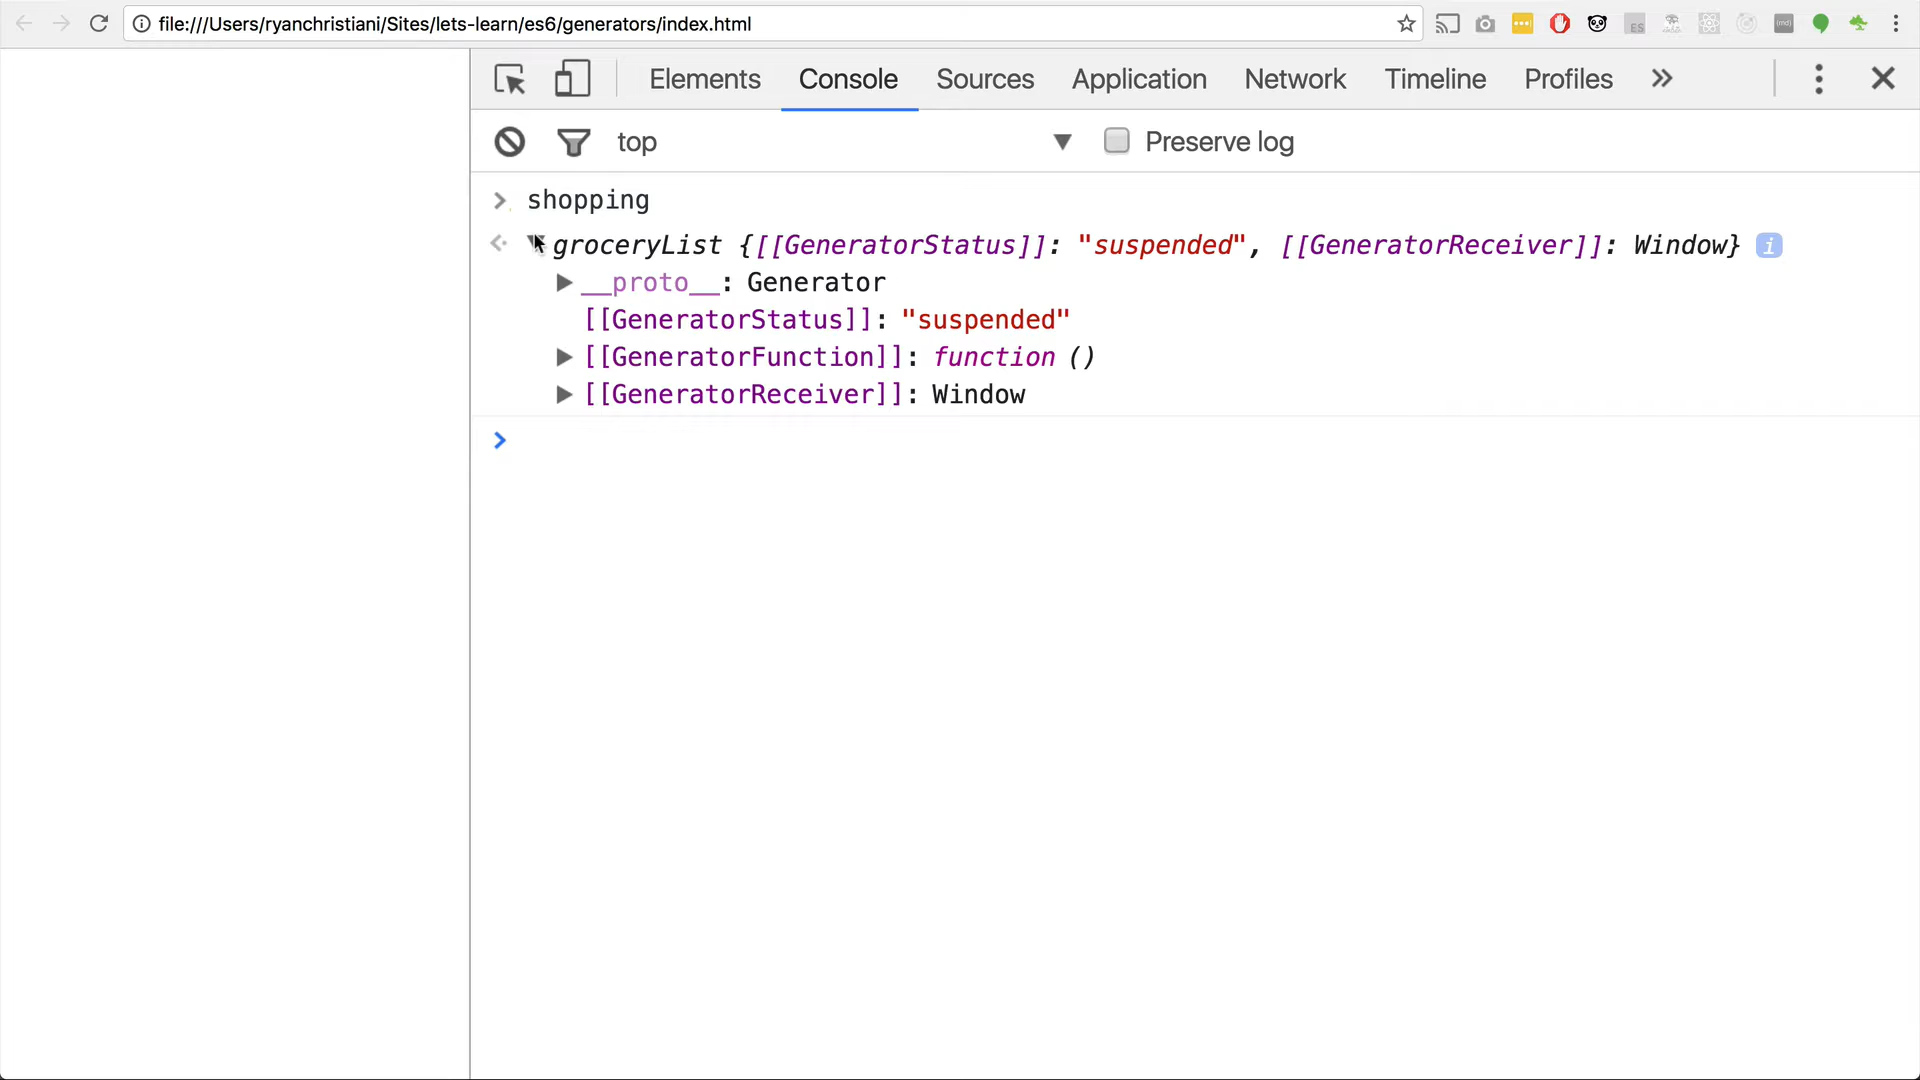 file:///Users/ryanchristiani/Sites/lets-learn/es6/generators/index.html
Elements Console Sources Application Network Timeline Profiles »
top ▼ Preserve log
> shopping
groceryList {[[GeneratorStatus]]: "suspended", [[GeneratorReceiver]]: Window} i
__proto__: Generator
[[GeneratorStatus]]: "suspended"
[[GeneratorFunction]]: function ()
[[GeneratorReceiver]]: Window
>